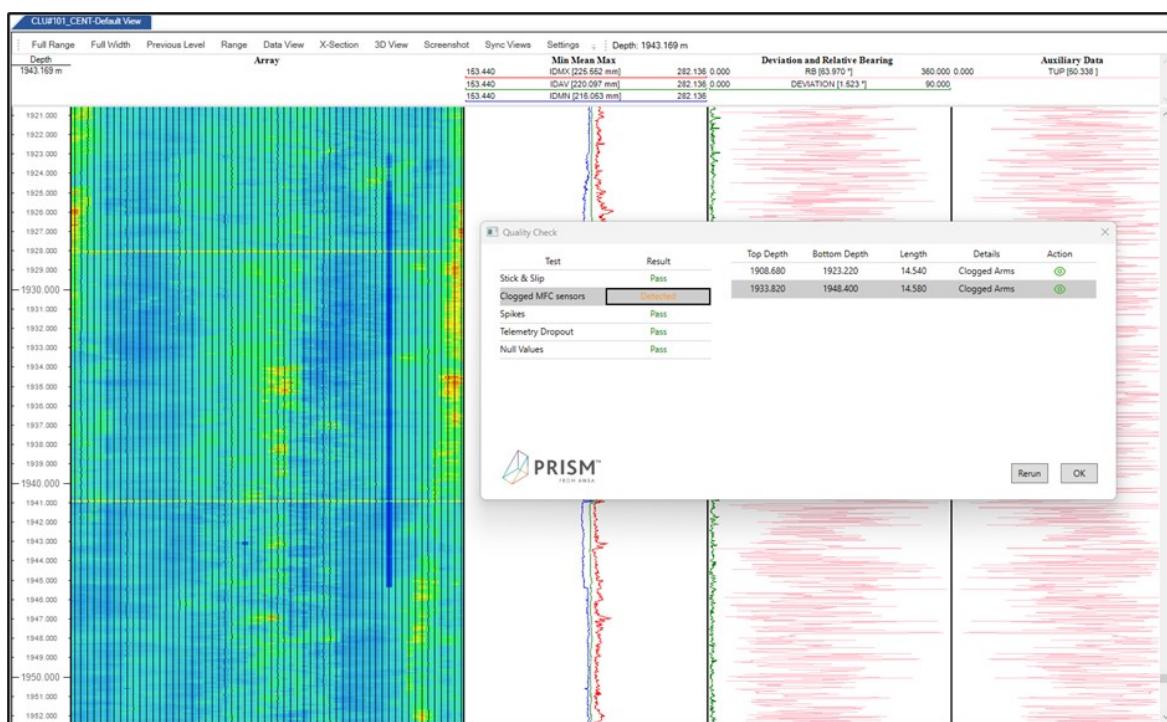 CLU#101_CENT-Default View
Full Range Full Width Previous Level Range Data View X-Section 3D View Screenshot Sync Views Settings Depth: 1943.169 m
Depth Array Min Mean Max Deviation and Relative Bearing Auxiliary Data
1943.169 m 153.440 IDMX [225.552 mm] 282.136 0.000 RB [63.970 °] 360.000 0.000 TUP [50.338 ]
153.440 IDAV [220.097 mm] 282.136 0.000 DEVIATION [1.523 °] 90.000
153.440 IDMN [216.053 mm] 282.136
1921.000
1922.000
1923.000
1924.000
1925.000
1926.000
1927.000
1928.000
1929.000
1930.000
1931.000
1932.000
1933.000
1934.000
1935.000
1936.000
1937.000
1938.000
1939.000
1940.000
1941.000
1942.000
1943.000
1944.000
1945.000
1946.000
1947.000
1948.000
1949.000
1950.000
1951.000
1952.000
Quality Check
Test Result
Stick & Slip Pass
Clogged MFC sensors Detected
Spikes Pass
Telemetry Dropout Pass
Null Values Pass
Top Depth Bottom Depth Length Details Action
1908.680 1923.220 14.540 Clogged Arms
1933.820 1948.400 14.580 Clogged Arms
PRISM™
FROM AWSA
Rerun OK